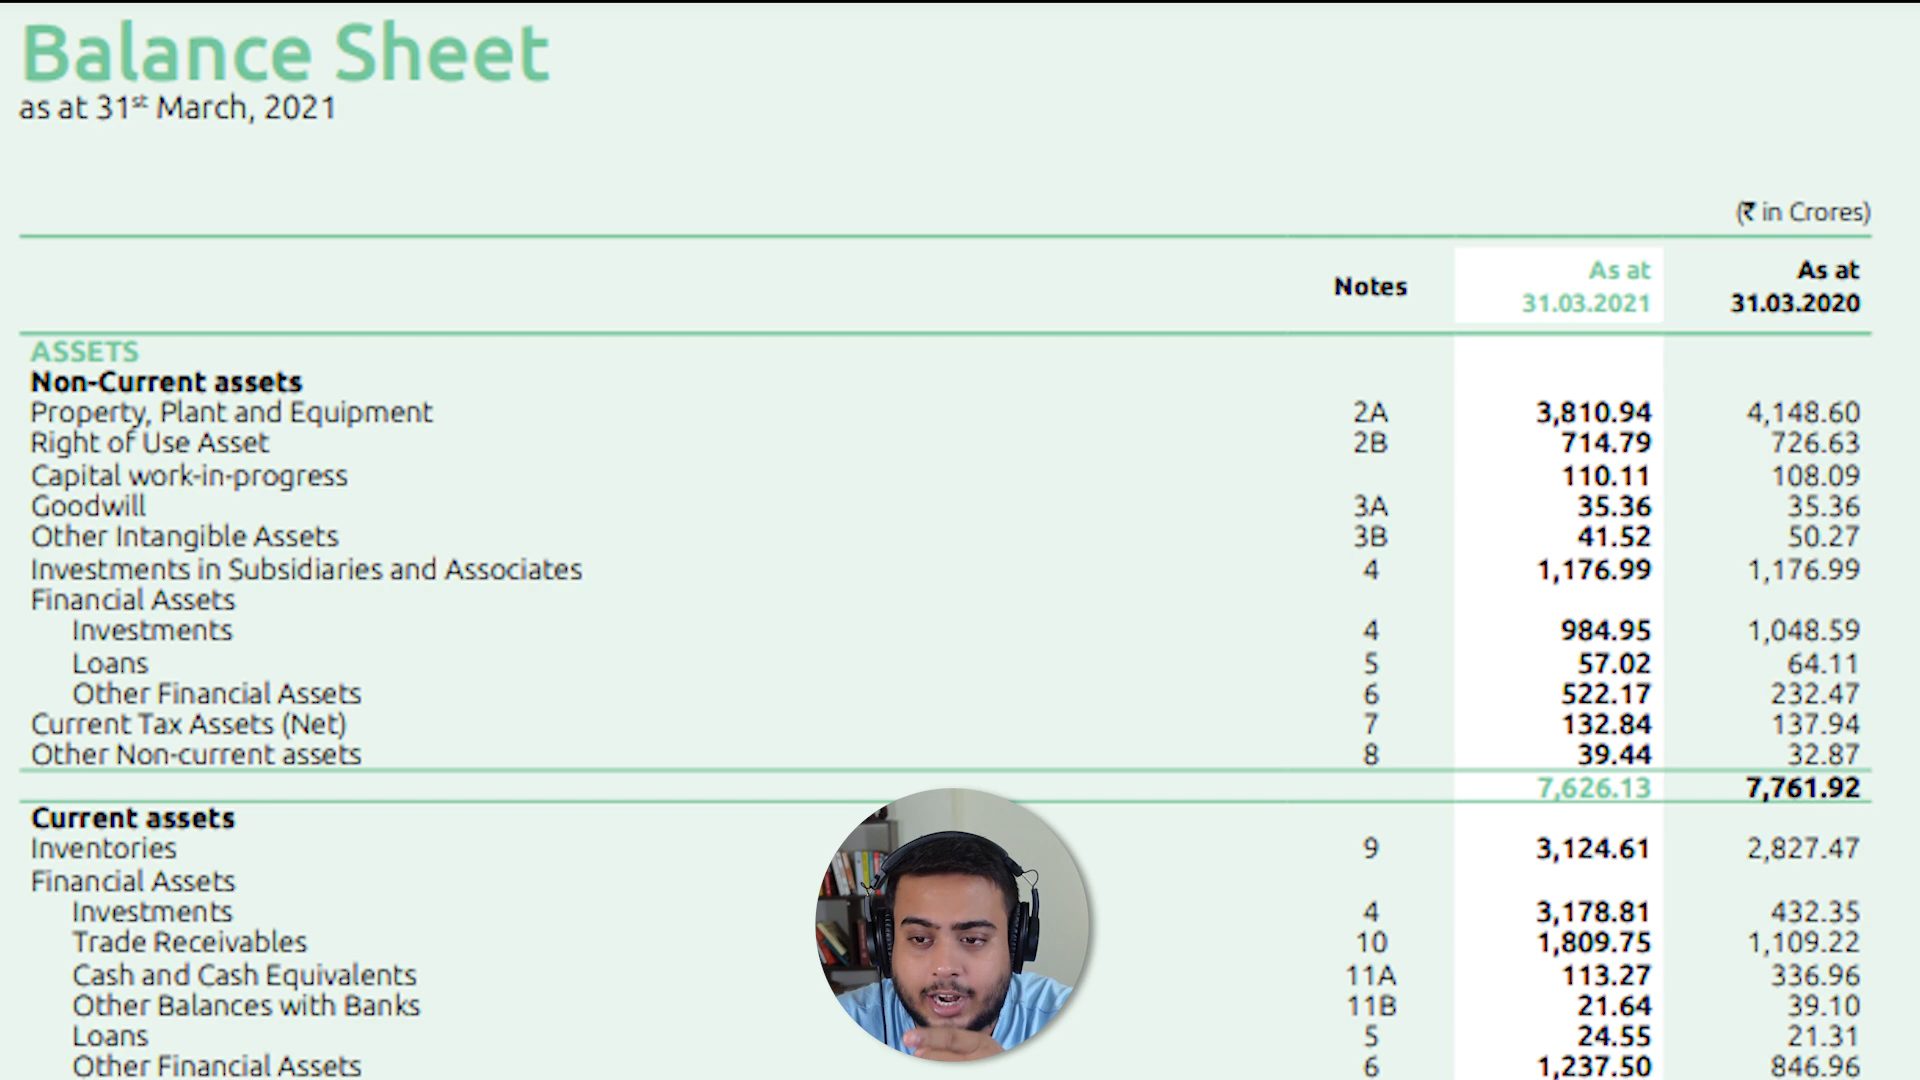 Balance Sheet
as at 31st March, 2021
(₹ in Crores)
Notes As at 31.03.2021 As at 31.03.2020
ASSETS
Non-Current assets
Property, Plant and Equipment 2A 3,810.94 4,148.60
Right of Use Asset 2B 714.79 726.63
Capital work-in-progress 110.11 108.09
Goodwill 3A 35.36 35.36
Other Intangible Assets 3B 41.52 50.27
Investments in Subsidiaries and Associates 4 1,176.99 1,176.99
Financial Assets
Investments 4 984.95 1,048.59
Loans 5 57.02 64.11
Other Financial Assets 6 522.17 232.47
Current Tax Assets (Net) 7 132.84 137.94
Other Non-current assets 8 39.44 32.87
7,626.13 7,761.92
Current assets
Inventories 9 3,124.61 2,827.47
Financial Assets
Investments 4 3,178.81 432.35
Trade Receivables 10 1,809.75 1,109.22
Cash and Cash Equivalents 11A 113.27 336.96
Other Balances with Banks 11B 21.64 39.10
Loans 5 24.55 21.31
Other Financial Assets 6 1,237.50 846.96